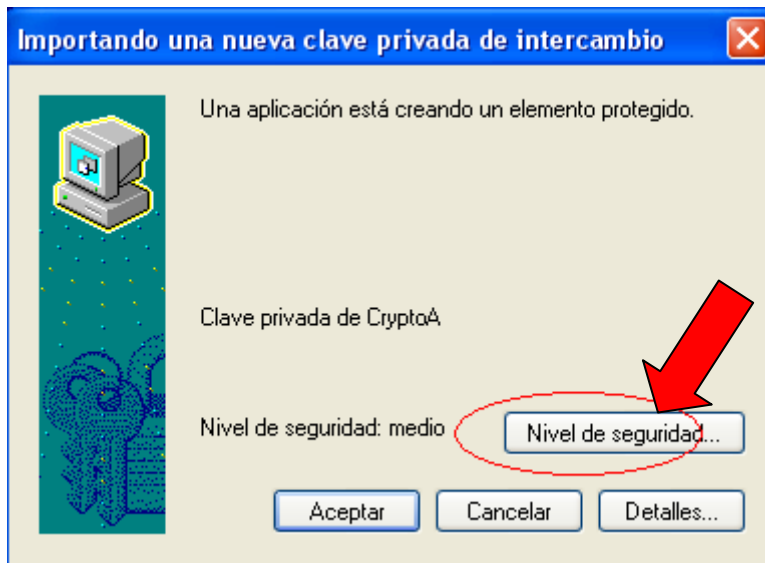 Importando una nueva clave privada de intercambio
Una aplicación está creando un elemento protegido.
Clave privada de CryptoA
Nivel de seguridad: medio
Nivel de seguridad...
Aceptar
Cancelar
Detalles...